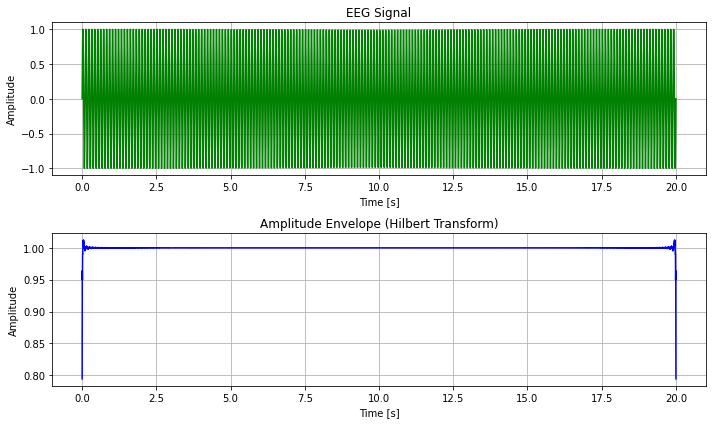 EEG Signal
1.0
0.5
0.0
−0.5
−1.0
Amplitude
0.0 2.5 5.0 7.5 10.0 12.5 15.0 17.5 20.0
Time [s]
Amplitude Envelope (Hilbert Transform)
1.00
0.95
0.90
0.85
0.80
Amplitude
0.0 2.5 5.0 7.5 10.0 12.5 15.0 17.5 20.0
Time [s]